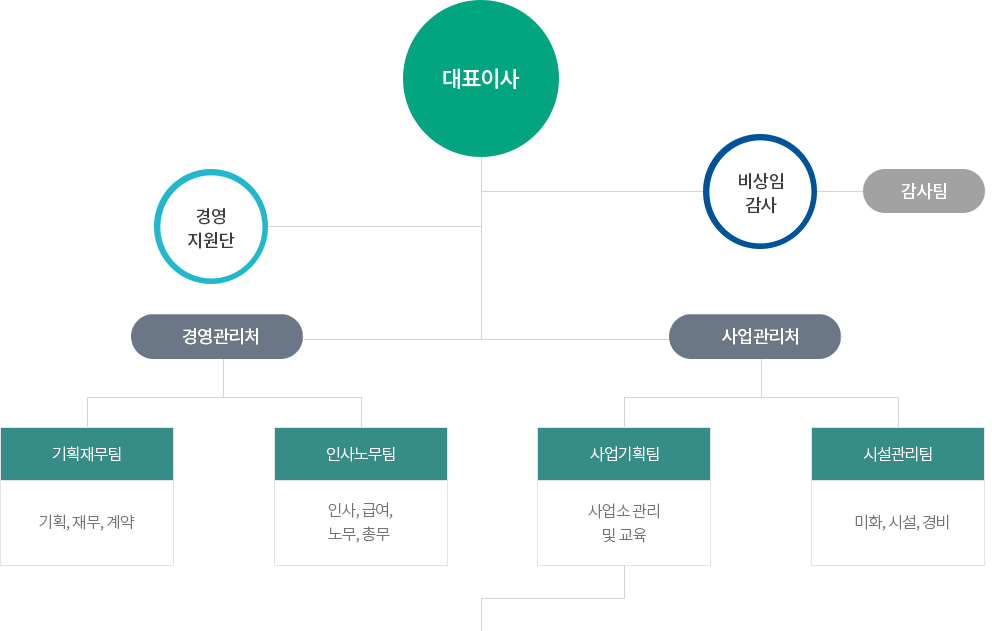 대표이사
비상임
감사
감사팀
경영
지원단
경영관리처
사업관리처
기획재무팀
기획, 재무, 계약
인사노무팀
인사, 급여,
노무, 총무
사업기획팀
사업소 관리
및 교육
시설관리팀
미화, 시설, 경비